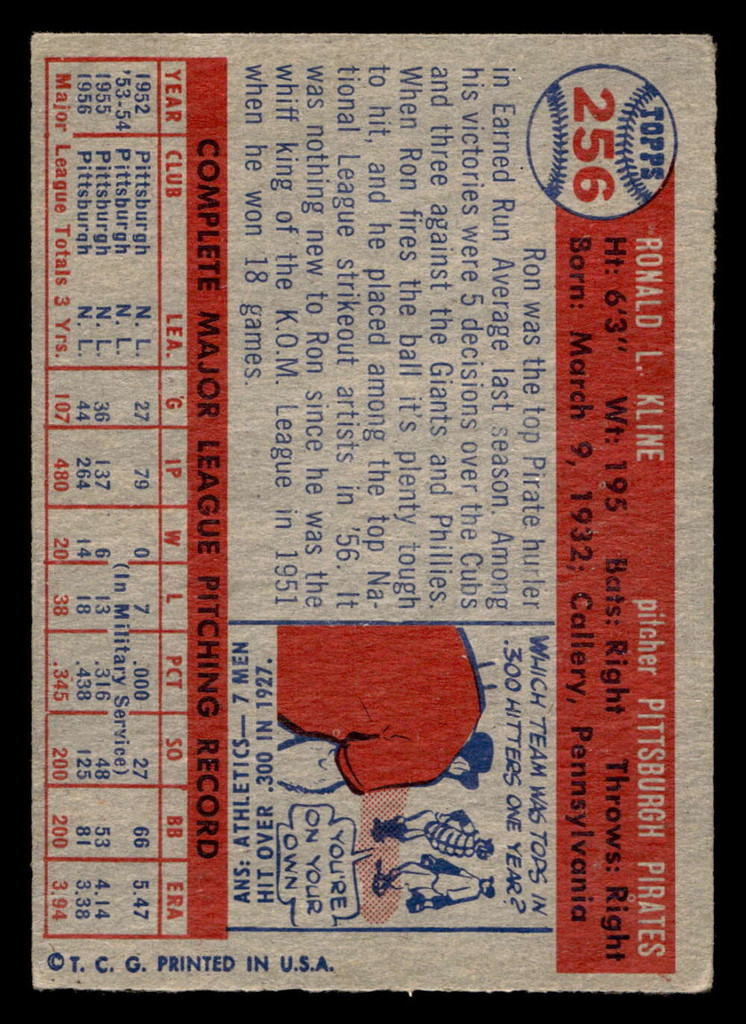 TOPPS
256
RONALD L. KLINE pitcher PITTSBURGH PIRATES
Ht: 6'3" Wt: 195 Bats: Right Throws: Right
Born: March 9, 1932; Callery, Pennsylvania
Ron was the top Pirate hurler
in Earned Run Average last season. Among
his victories were 5 decisions over the Cubs
and three against the Giants and Phillies.
When Ron fires the ball it's plenty tough
to hit, and he placed among the top Na-
tional League strikeout artists in '56. It
was nothing new to Ron since he was the
whiff king of the K.O.M. League in 1951
when he won 18 games.
WHICH TEAM WAS TOPS IN
.300 HITTERS ONE YEAR?
YOU'RE
ON YOUR
OWN
ANS: ATHLETICS—7 MEN
HIT OVER .300 IN 1927.
COMPLETE MAJOR LEAGUE PITCHING RECORD
YEAR CLUB LEA. G IP W L PCT SO BB ERA
1952 Pittsburgh N. L. 27 79 0 7 .000 27 66 5.47
'53-54 Pittsburgh N. L. (In Military Service)
1955 Pittsburgh N. L. 36 137 6 13 .316 48 53 4.14
1956 Pittsburgh N. L. 44 264 14 18 .438 125 81 3.38
Major League Totals 3 Yrs. 107 480 20 38 .345 200 200 3.94
© T. C. G. PRINTED IN U.S.A.